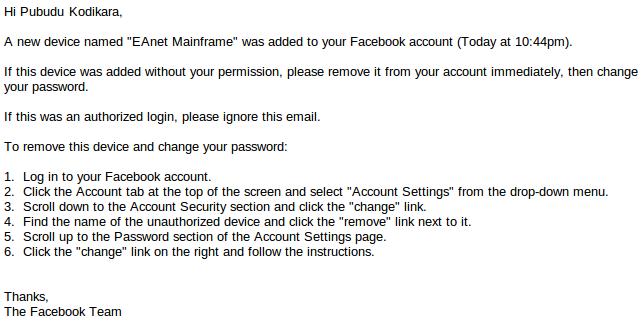 Hi Pubudu Kodikara,
A new device named "EAnet Mainframe" was added to your Facebook account (Today at 10:44pm).
If this device was added without your permission, please remove it from your account immediately, then change
your password.
If this was an authorized login, please ignore this email.
To remove this device and change your password:
1. Log in to your Facebook account.
2. Click the Account tab at the top of the screen and select "Account Settings" from the drop-down menu.
3. Scroll down to the Account Security section and click the "change" link.
4. Find the name of the unauthorized device and click the "remove" link next to it.
5. Scroll up to the Password section of the Account Settings page.
6. Click the "change" link on the right and follow the instructions.
Thanks,
The Facebook Team